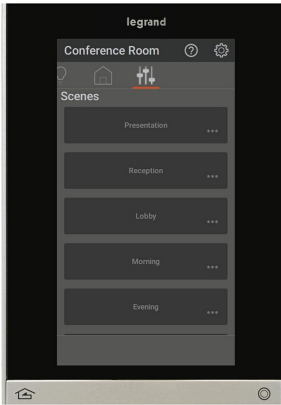 legrand
Conference Room
Scenes
Presentation
Reception
Lobby
Morning
Evening